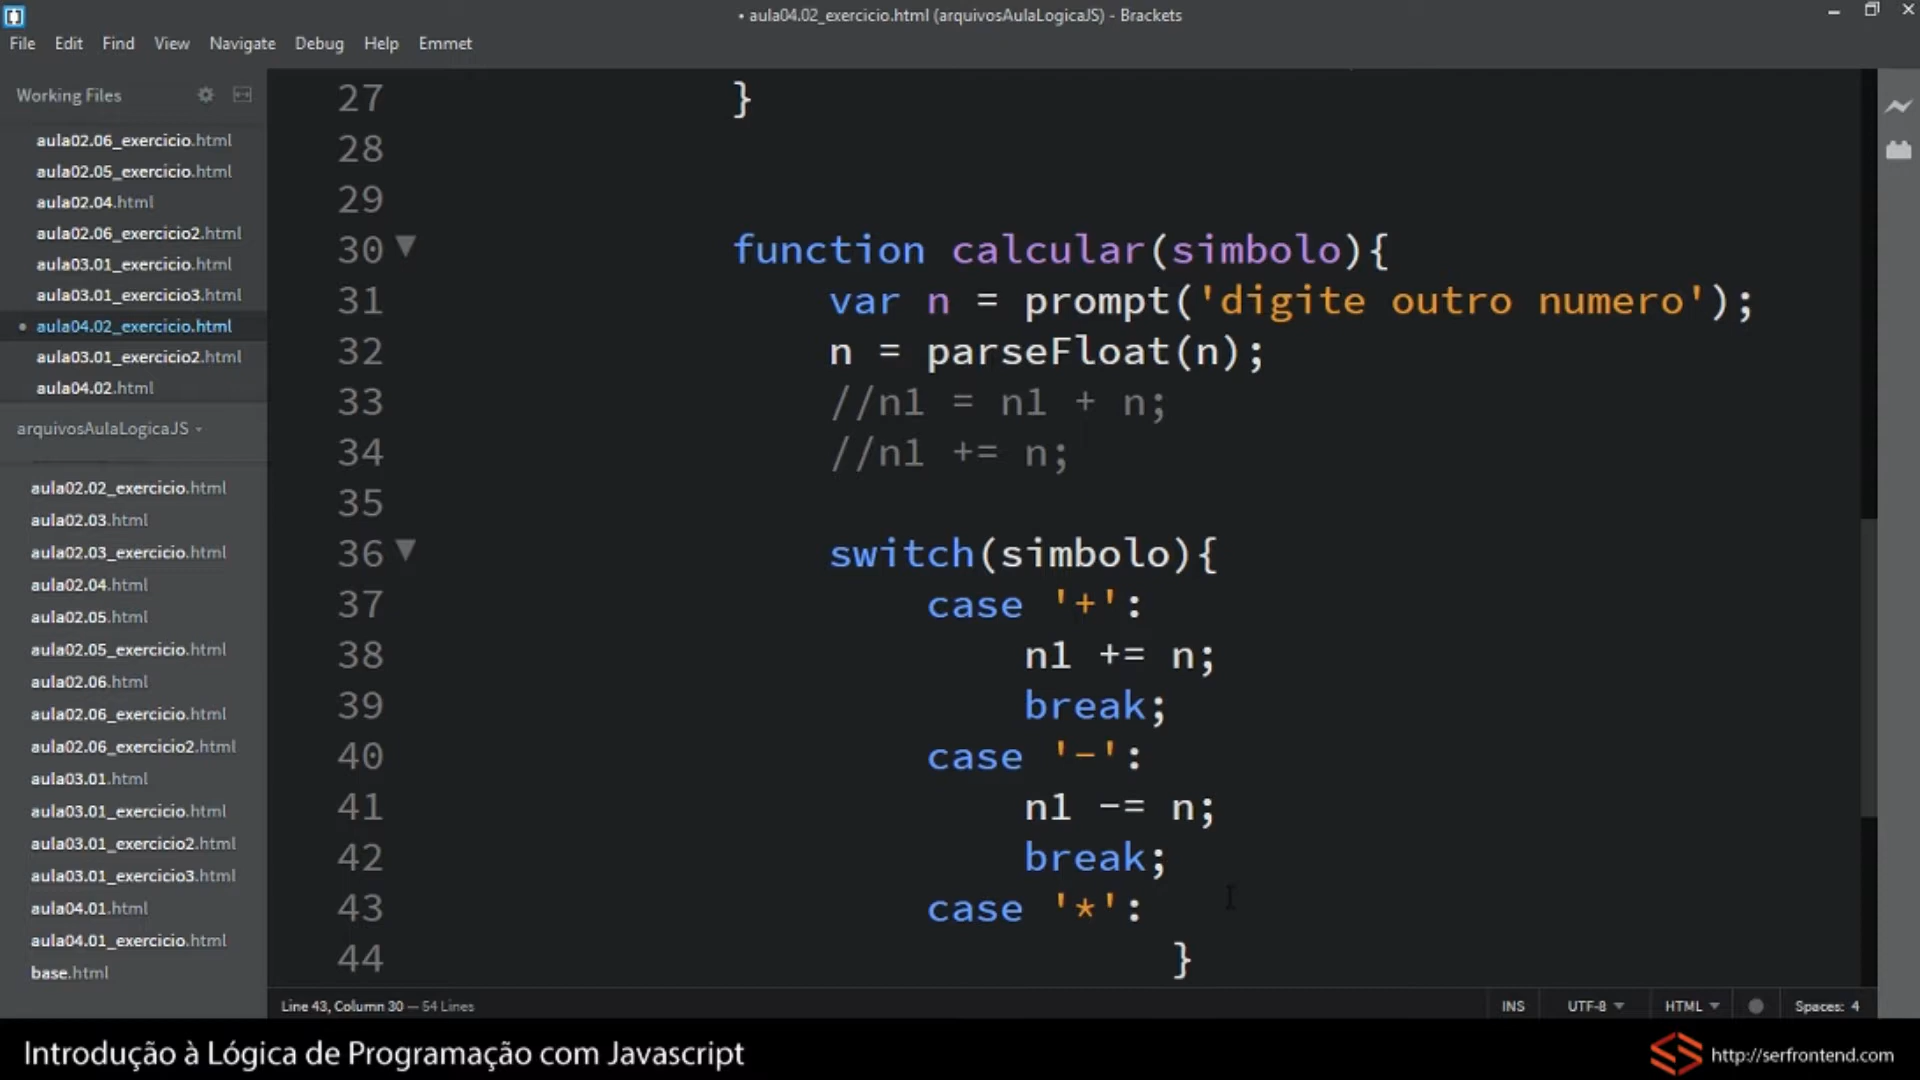 • aula04.02_exercicio.html (arquivosAulaLogicaJS) - Brackets
File Edit Find View Navigate Debug Help Emmet
Working Files
aula02.06_exercicio.html
aula02.05_exercicio.html
aula02.04.html
aula02.06_exercicio2.html
aula03.01_exercicio.html
aula03.01_exercicio3.html
• aula04.02_exercicio.html
aula03.01_exercicio2.html
aula04.02.html
arquivosAulaLogicaJS
aula02.02_exercicio.html
aula02.03.html
aula02.03_exercicio.html
aula02.04.html
aula02.05.html
aula02.05_exercicio.html
aula02.06.html
aula02.06_exercicio.html
aula02.06_exercicio2.html
aula03.01.html
aula03.01_exercicio.html
aula03.01_exercicio2.html
aula03.01_exercicio3.html
aula04.01.html
aula04.01_exercicio.html
base.html
27 }
28
29
30 function calcular(simbolo){
31 var n = prompt('digite outro numero');
32 n = parseFloat(n);
33 //n1 = n1 + n;
34 //n1 += n;
35
36 switch(simbolo){
37 case '+':
38 n1 += n;
39 break;
40 case '-':
41 n1 -= n;
42 break;
43 case '*':
44 }
Line 43, Column 30 — 54 Lines
INS UTF-8 HTML Spaces: 4
Introdução à Lógica de Programação com Javascript
http://serfrontend.com